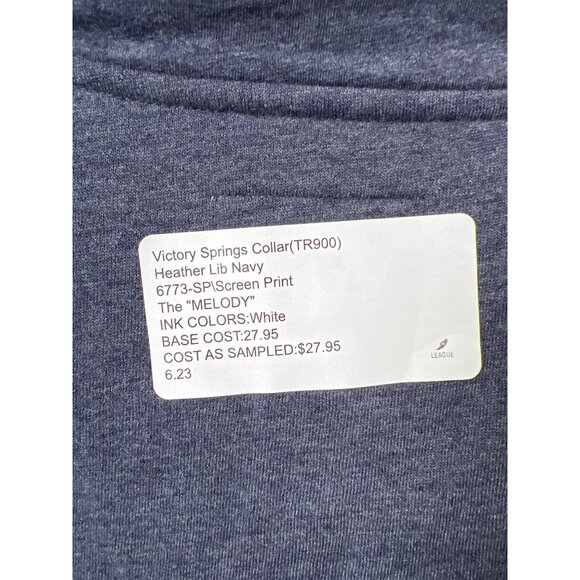 Victory Springs Collar(TR900)
Heather Lib Navy
6773-SP\Screen Print
The "MELODY"
INK COLORS:White
BASE COST:27.95
COST AS SAMPLED:$27.95
6.23
LEAGUE